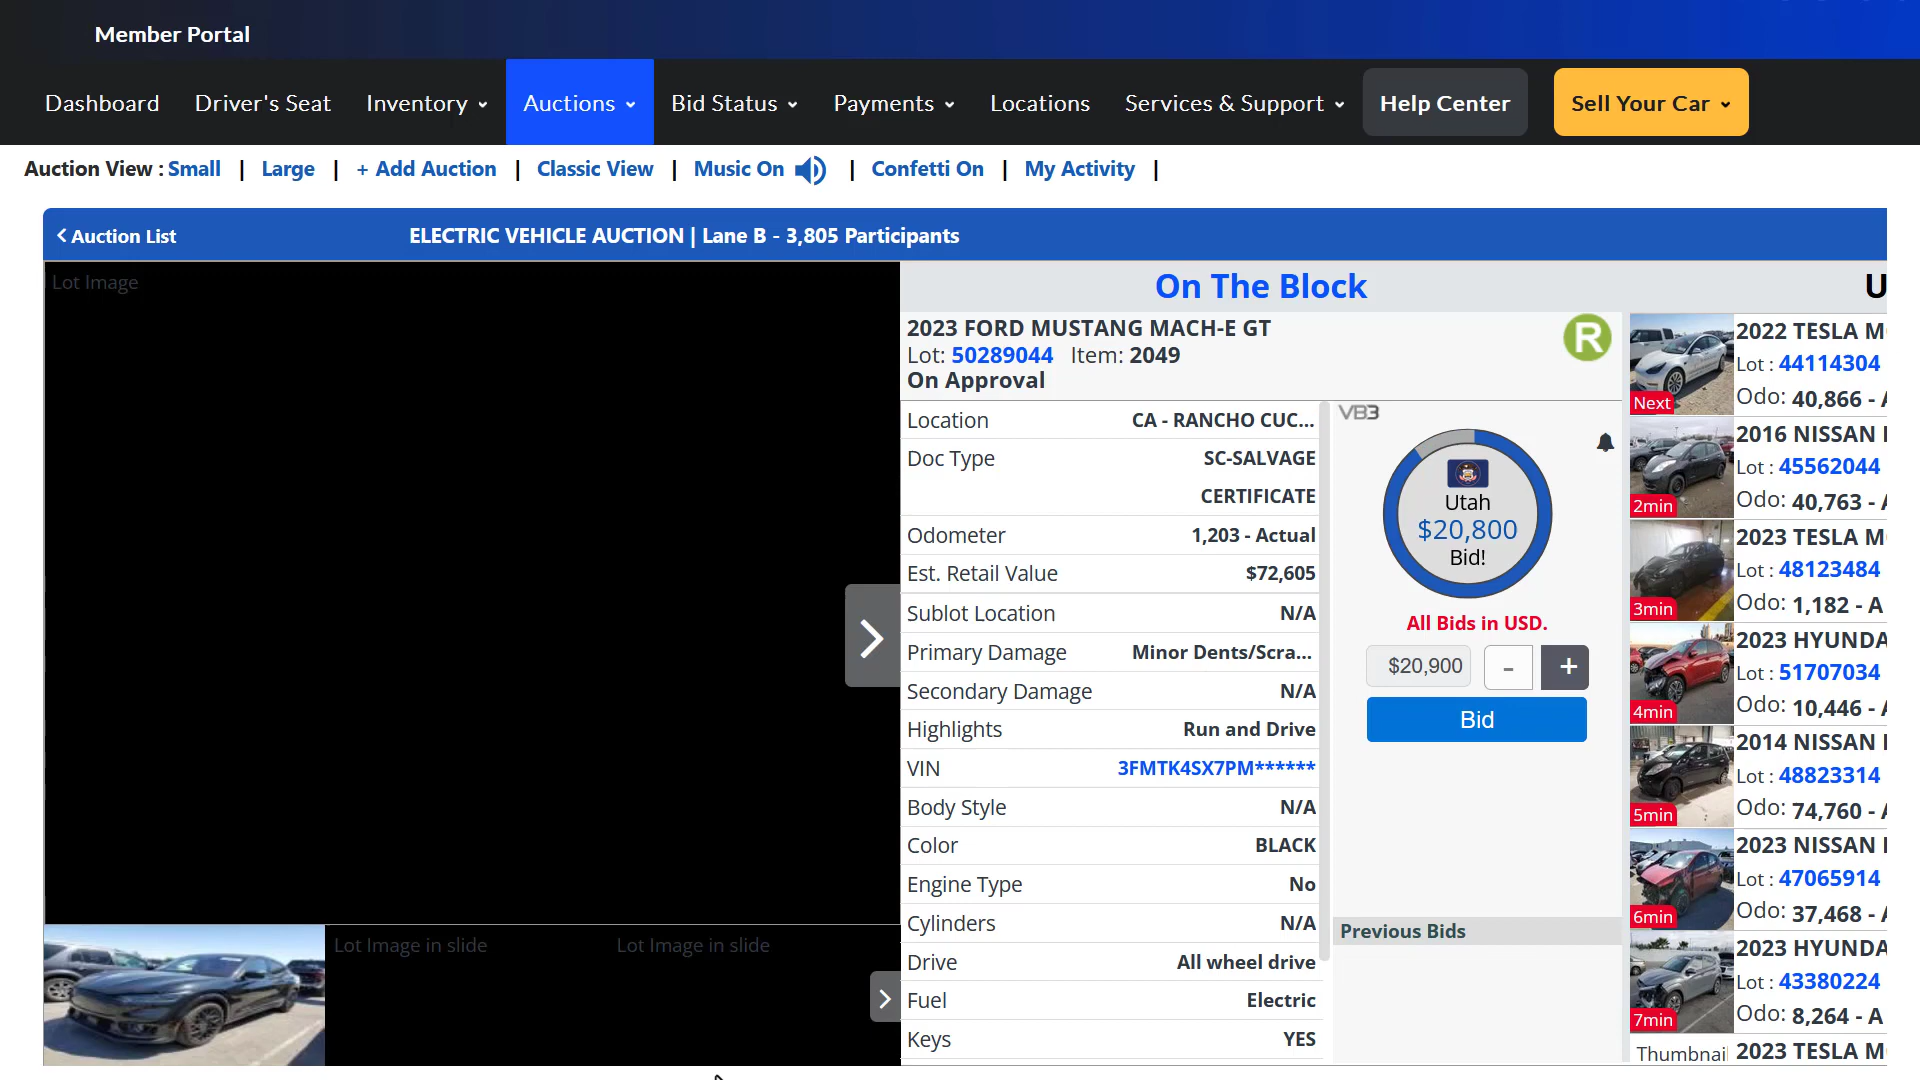 Member Portal
Dashboard Driver's Seat Inventory Auctions Bid Status Payments Locations Services & Support Help Center Sell Your Car
Auction View : Small | Large | + Add Auction | Classic View | Music On | Confetti On | My Activity |
Auction List
ELECTRIC VEHICLE AUCTION | Lane B - 3,805 Participants
Lot Image
Lot Image in slide
Lot Image in slide
On The Block
2023 FORD MUSTANG MACH-E GT
Lot: 50289044 Item: 2049
On Approval
R
Location CA - RANCHO CUC...
Doc Type SC-SALVAGE
CERTIFICATE
Odometer 1,203 - Actual
Est. Retail Value $72,605
Sublot Location N/A
Primary Damage Minor Dents/Scra...
Secondary Damage N/A
Highlights Run and Drive
VIN 3FMTK4SX7PM******
Body Style N/A
Color BLACK
Engine Type No
Cylinders N/A
Drive All wheel drive
Fuel Electric
Keys YES
VB3
Utah
$20,800
Bid!
All Bids in USD.
$20,900 - +
Bid
Previous Bids
U
2022 TESLA M
Lot : 44114304
Odo: 40,866 - A
Next
2016 NISSAN
Lot : 45562044
Odo: 40,763 - A
2min
2023 TESLA M
Lot : 48123484
Odo: 1,182 - A
3min
2023 HYUNDA
Lot : 51707034
Odo: 10,446 - A
4min
2014 NISSAN
Lot : 48823314
Odo: 74,760 - A
5min
2023 NISSAN
Lot : 47065914
Odo: 37,468 - A
6min
2023 HYUNDA
Lot : 43380224
Odo: 8,264 - A
7min
Thumbnail
2023 TESLA M